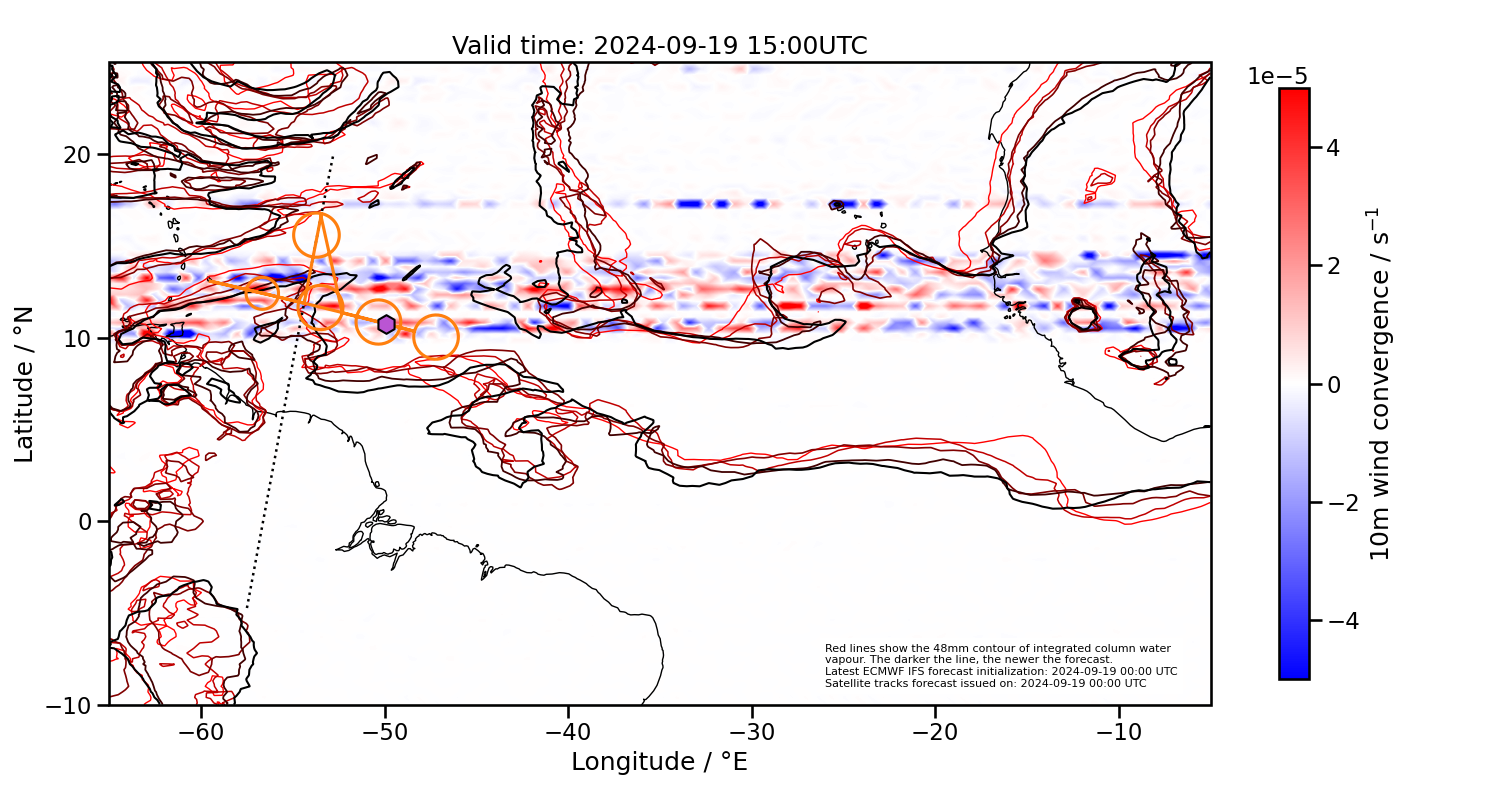 Valid time: 2024-09-19 15:00UTC
1e−5
20
10
0
−10
Latitude / °N
−60
−50
−40
−30
−20
−10
Longitude / °E
4
2
0
−2
−4
10m wind convergence / s⁻¹
Red lines show the 48mm contour of integrated column water
vapour. The darker the line, the newer the forecast.
Latest ECMWF IFS forecast initialization: 2024-09-19 00:00 UTC
Satellite tracks forecast issued on: 2024-09-19 00:00 UTC